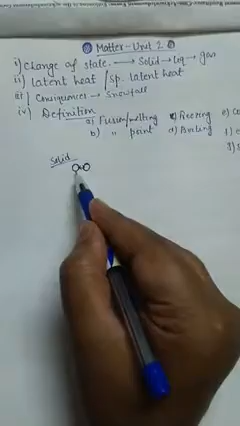 Matter - Unit 2
i) Change of state. → Solid → Liq → gas
ii) Latent heat / Sp. latent heat
iii) Consequences → Snowfall
iv) Definition
a) Fusion/melting
b) " point d) Boiling
Solid